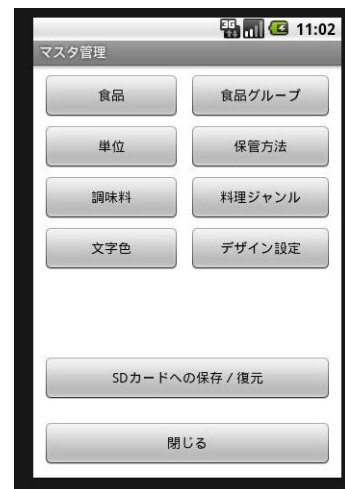 3G 11:02
マスタ管理
食品 食品グループ
単位 保管方法
調味料 料理ジャンル
文字色 デザイン設定
SDカードへの保存 / 復元
閉じる